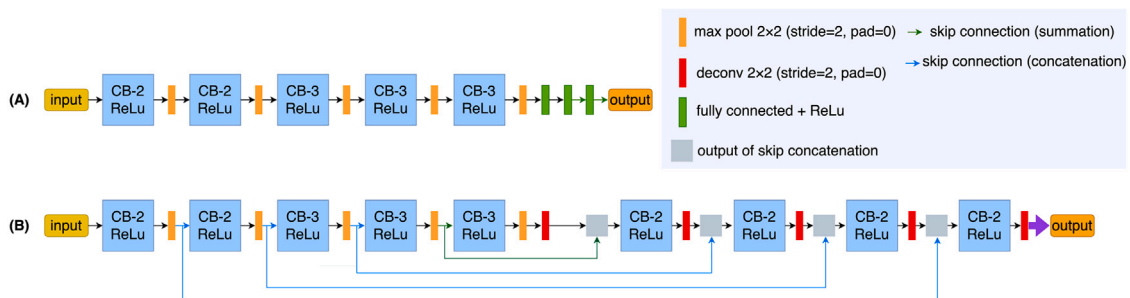 max pool 2×2 (stride=2, pad=0)
skip connection (summation)
deconv 2×2 (stride=2, pad=0)
skip connection (concatenation)
fully connected + ReLU
output of skip concatenation
(A)
input
CB-2
ReLu
CB-2
ReLu
CB-3
ReLu
CB-3
ReLu
CB-3
ReLu
output
(B)
input
CB-2
ReLu
CB-2
ReLu
CB-3
ReLu
CB-3
ReLu
CB-3
ReLu
CB-2
ReLu
CB-2
ReLu
CB-2
ReLu
CB-2
ReLu
output